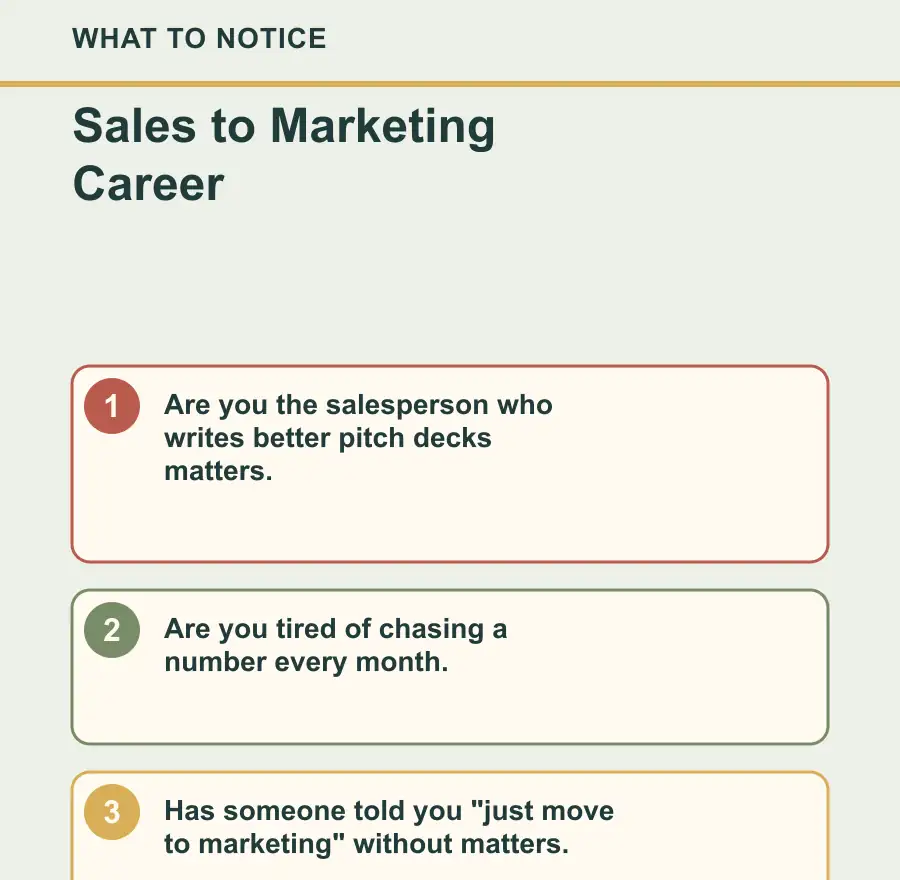 WHAT TO NOTICE
Sales to Marketing
Career
1
Are you the salesperson who
writes better pitch decks
matters.
2
Are you tired of chasing a
number every month.
3
Has someone told you "just move
to marketing" without matters.